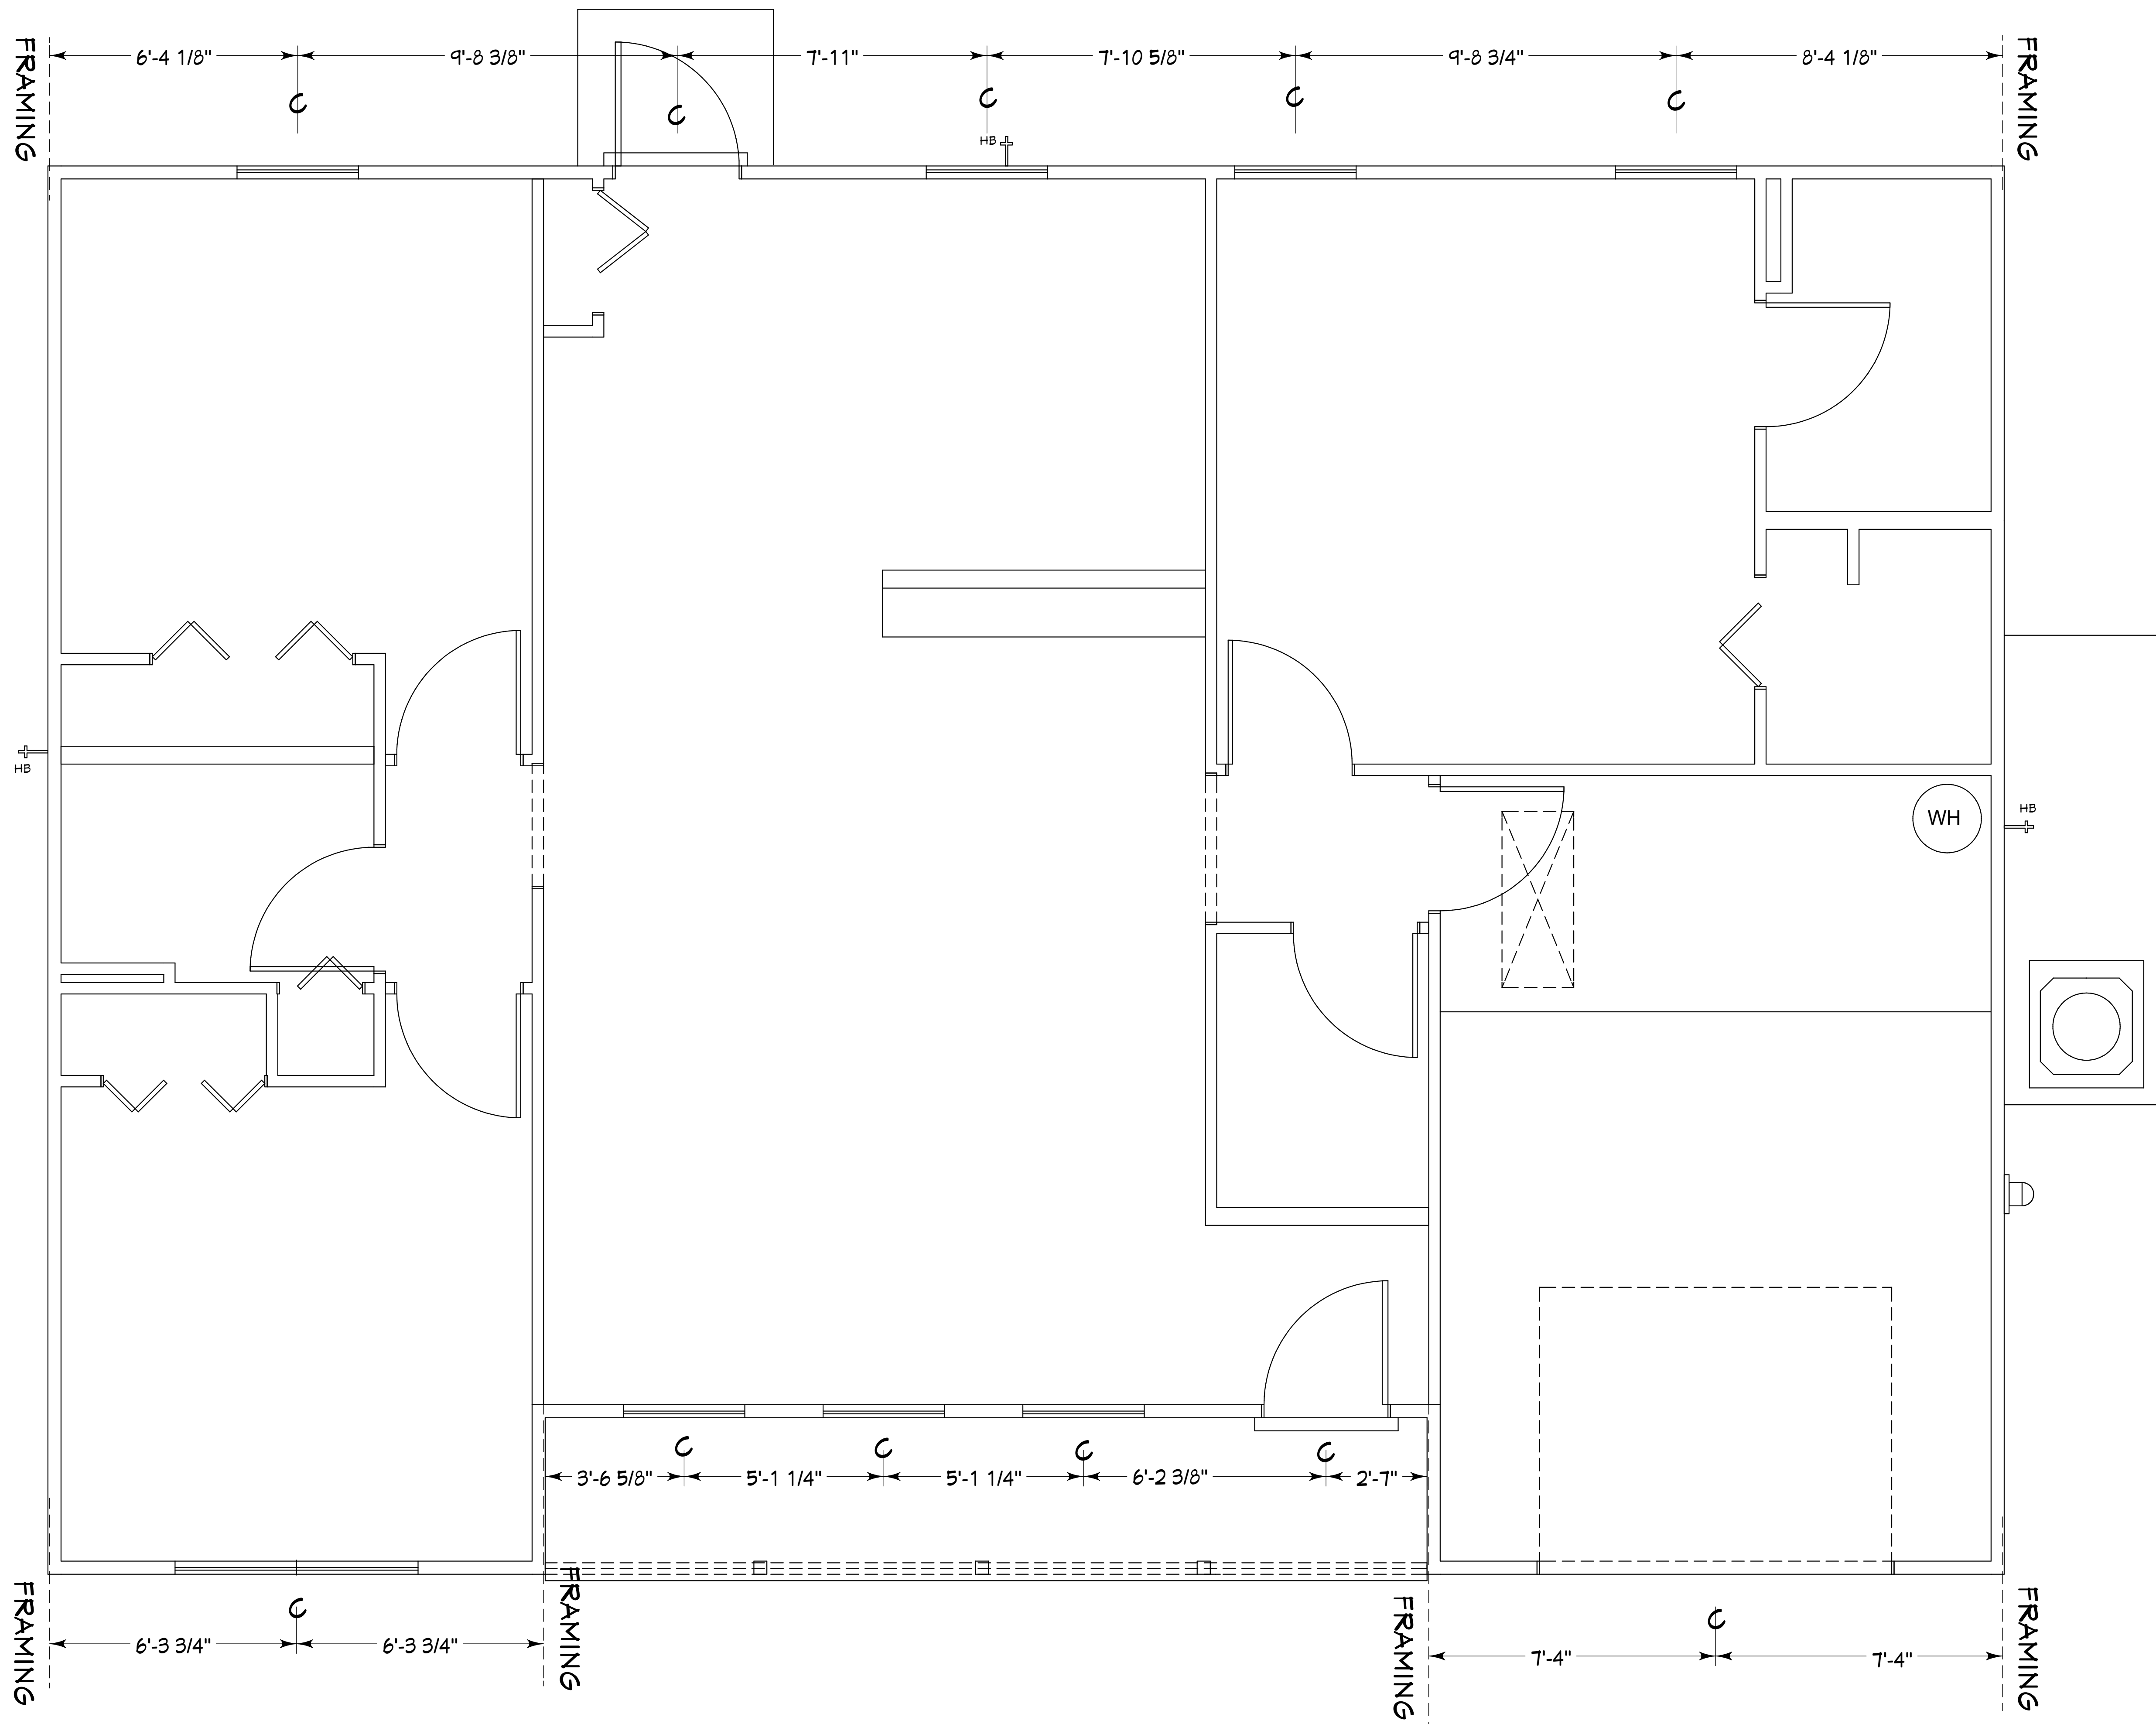 FRAMING
6'-4 1/8"
9'-8 3/8"
7'-11"
7'-10 5/8"
9'-8 3/4"
8'-4 1/8"
FRAMING
C
C
C
C
C
HB
HB
WH
HB
C
C
C
C
3'-6 5/8"
5'-1 1/4"
5'-1 1/4"
6'-2 3/8"
2'-7"
FRAMING
C
FRAMING
FRAMING
C
FRAMING
6'-3 3/4"
6'-3 3/4"
7'-4"
7'-4"